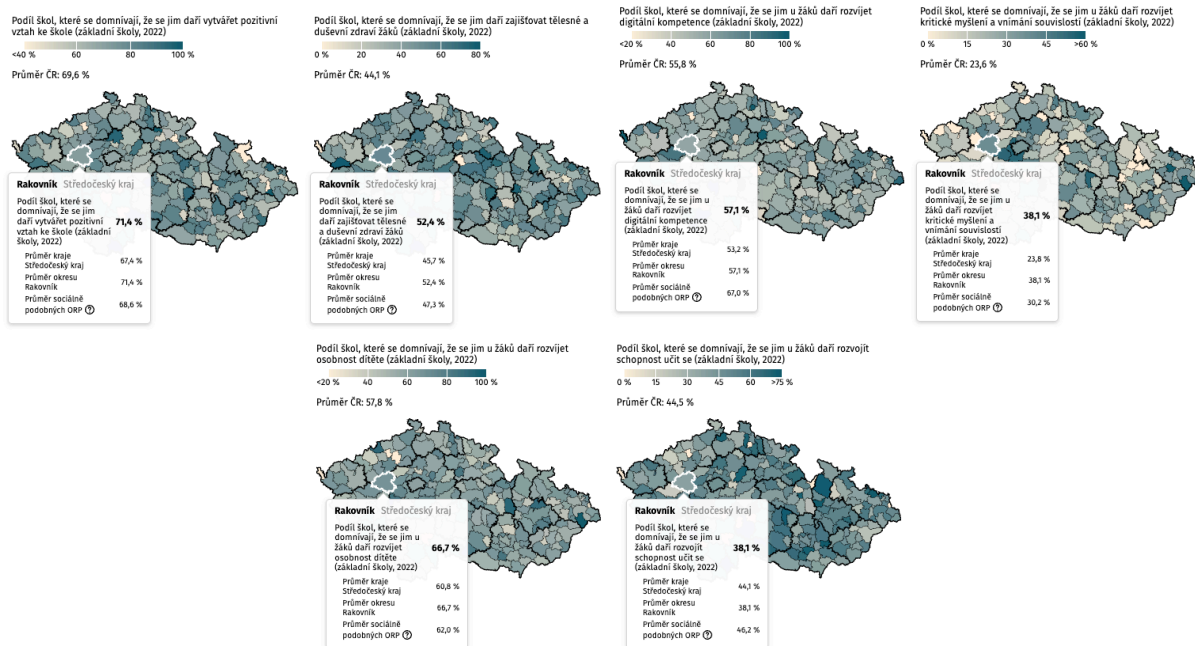 Podíl škol, které se domnívají, že se jim daří vytvářet pozitivní
vztah ke škole (základní školy, 2022)
<40 % 60 80 100 %
Průměr ČR: 69,6 %
Rakovník Středočeský kraj
Podíl škol, které se
domnívají, že se jim
daří vytvářet pozitivní 71,4 %
vztah ke škole (základní
školy, 2022)
Průměr kraje
Středočeský kraj 67,4 %
Průměr okresu
Rakovník 71,4 %
Průměr sociálně
podobných ORP ? 68,6 %
Podíl škol, které se domnívají, že se jim daří zajišťovat tělesné a
duševní zdraví žáků (základní školy, 2022)
0 % 20 40 60 80 %
Průměr ČR: 44,1 %
Rakovník Středočeský kraj
Podíl škol, které se
domnívají, že se jim
daří zajišťovat tělesné 52,4 %
a duševní zdraví žáků
(základní školy, 2022)
Průměr kraje
Středočeský kraj 45,7 %
Průměr okresu
Rakovník 52,4 %
Průměr sociálně
podobných ORP ? 47,3 %
Podíl škol, které se domnívají, že se jim u žáků daří rozvíjet
digitální kompetence (základní školy, 2022)
<20 % 40 60 80 100 %
Průměr ČR: 55,8 %
Rakovník Středočeský kraj
Podíl škol, které se
domnívají, že se jim u
žáků daří rozvíjet 57,1 %
digitální kompetence
(základní školy, 2022)
Průměr kraje
Středočeský kraj 53,2 %
Průměr okresu
Rakovník 57,1 %
Průměr sociálně
podobných ORP ? 67,0 %
Podíl škol, které se domnívají, že se jim u žáků daří rozvíjet
kritické myšlení a vnímání souvislostí (základní školy, 2022)
0 % 15 30 45 >60 %
Průměr ČR: 23,6 %
Rakovník Středočeský kraj
Podíl škol, které se
domnívají, že se jim u
žáků daří rozvíjet 38,1 %
kritické myšlení a
vnímání souvislostí
(základní školy, 2022)
Průměr kraje
Středočeský kraj 23,8 %
Průměr okresu
Rakovník 38,1 %
Průměr sociálně
podobných ORP ? 30,2 %
Podíl škol, které se domnívají, že se jim u žáků daří rozvíjet
osobnost dítěte (základní školy, 2022)
<20 % 40 60 80 100 %
Průměr ČR: 57,8 %
Rakovník Středočeský kraj
Podíl škol, které se
domnívají, že se jim u
žáků daří rozvíjet 66,7 %
osobnost dítěte
(základní školy, 2022)
Průměr kraje
Středočeský kraj 60,8 %
Průměr okresu
Rakovník 66,7 %
Průměr sociálně
podobných ORP ? 62,0 %
Podíl škol, které se domnívají, že se jim u žáků daří rozvojít
schopnost učit se (základní školy, 2022)
0 % 15 30 45 60 >75 %
Průměr ČR: 44,5 %
Rakovník Středočeský kraj
Podíl škol, které se
domnívají, že se jim u
žáků daří rozvojít 38,1 %
schopnost učit se
(základní školy, 2022)
Průměr kraje
Středočeský kraj 44,1 %
Průměr okresu
Rakovník 38,1 %
Průměr sociálně
podobných ORP ? 46,2 %